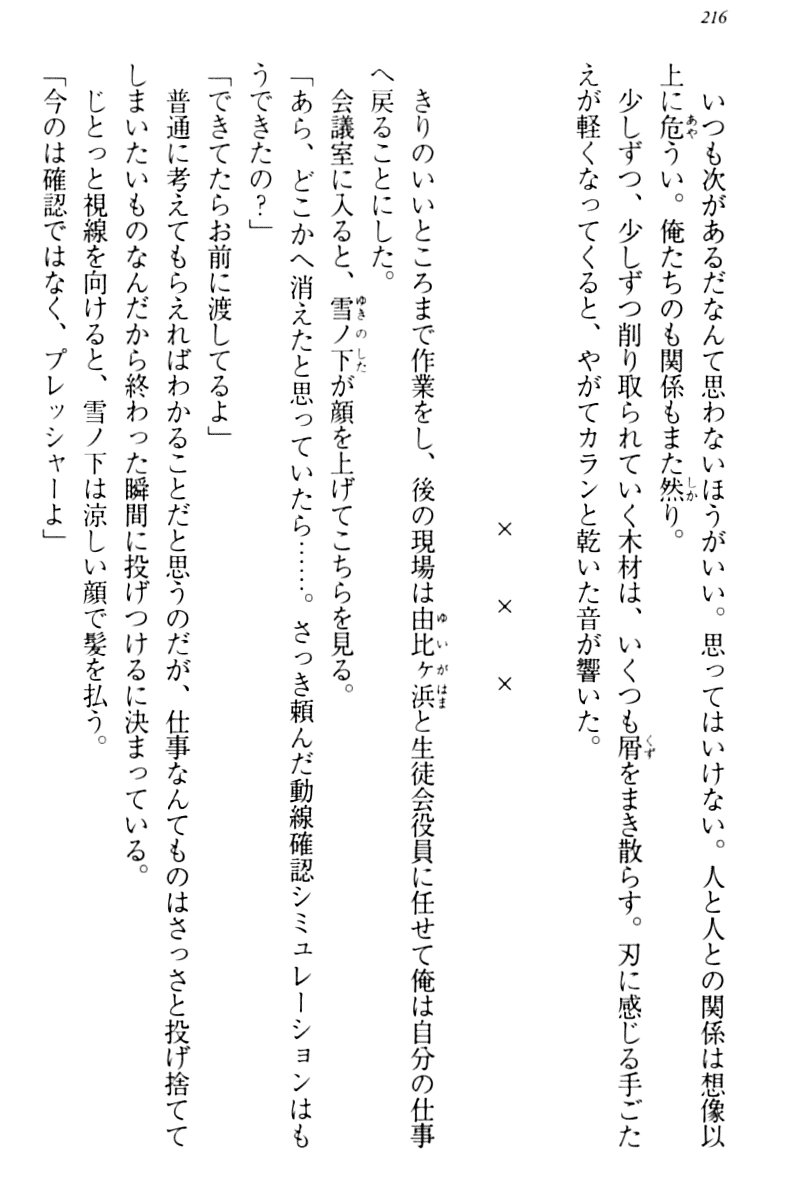 216
いつも次があるだなんて思わないほうがいい。思ってはいけない。人と人との関係は想像以
上に危うい。俺たちのも関係もまた然り。
少しずつ、少しずつ削り取られていく木材は、いくつも屑をまき散らす。刃に感じる手ごた
えが軽くなってくると、やがてカランと乾いた音が響いた。
× × ×
きりのいいところまで作業をし、後の現場は由比ヶ浜と生徒会役員に任せて俺は自分の仕事
へ戻ることにした。
会議室に入ると、雪ノ下が顔を上げてこちらを見る。
「あら、どこかへ消えたと思っていたら……。さっき頼んだ動線確認シミュレーションはも
うできたの？」
「できてたらお前に渡してるよ」
普通に考えてもらえればわかることだと思うのだが、仕事なんてものはさっさと投げ捨てて
しまいたいものなんだから終わった瞬間に投げつけるに決まっている。
じとっと視線を向けると、雪ノ下は涼しい顔で髪を払う。
「今のは確認ではなく、プレッシャーよ」